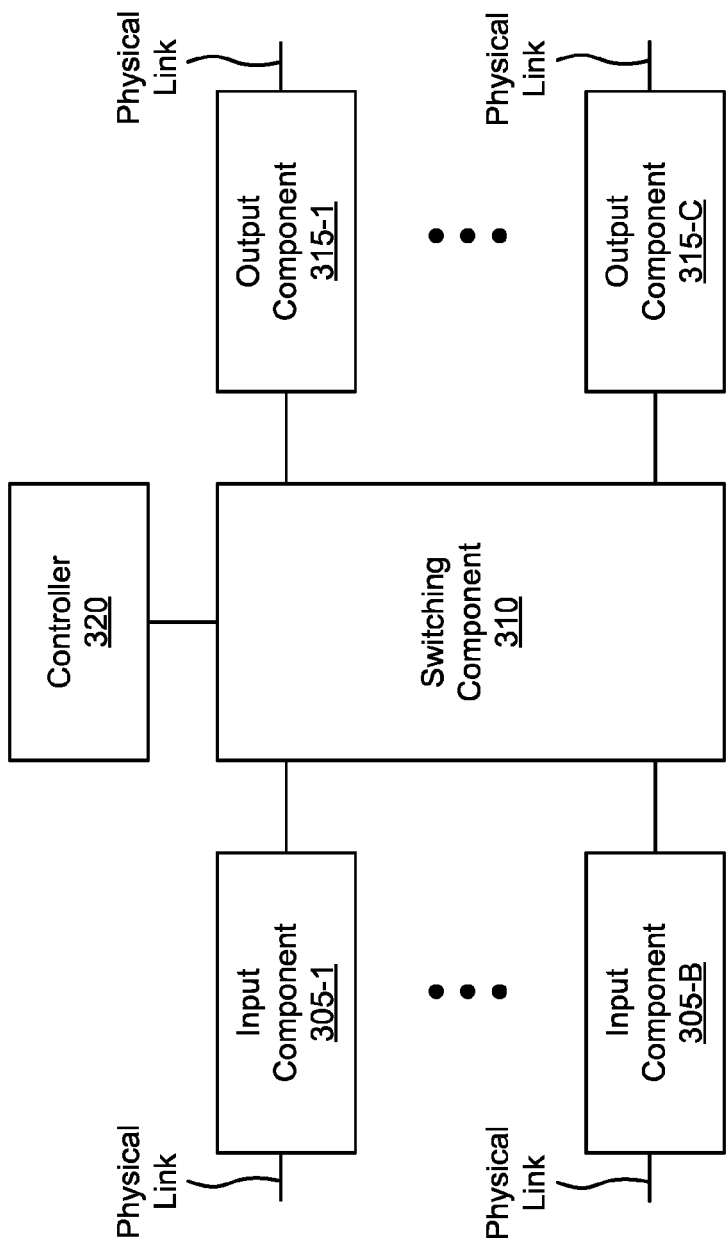 Controller
320
Physical
Link
Input
Component
305-1
Switching
Component
310
Output
Component
315-1
Physical
Link
Physical
Link
Input
Component
305-B
Output
Component
315-C
Physical
Link